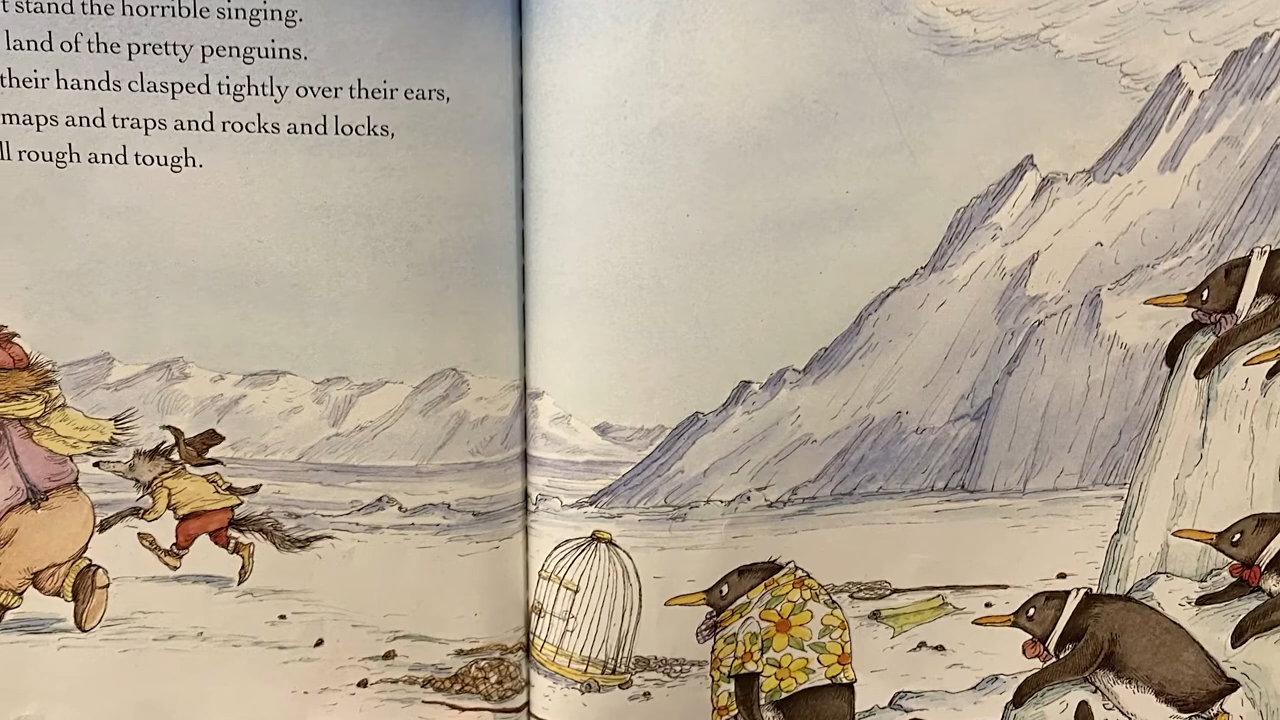 stand the horrible singing.
land of the pretty penguins.
their hands clasped tightly over their ears,
maps and traps and rocks and locks,
rough and tough.